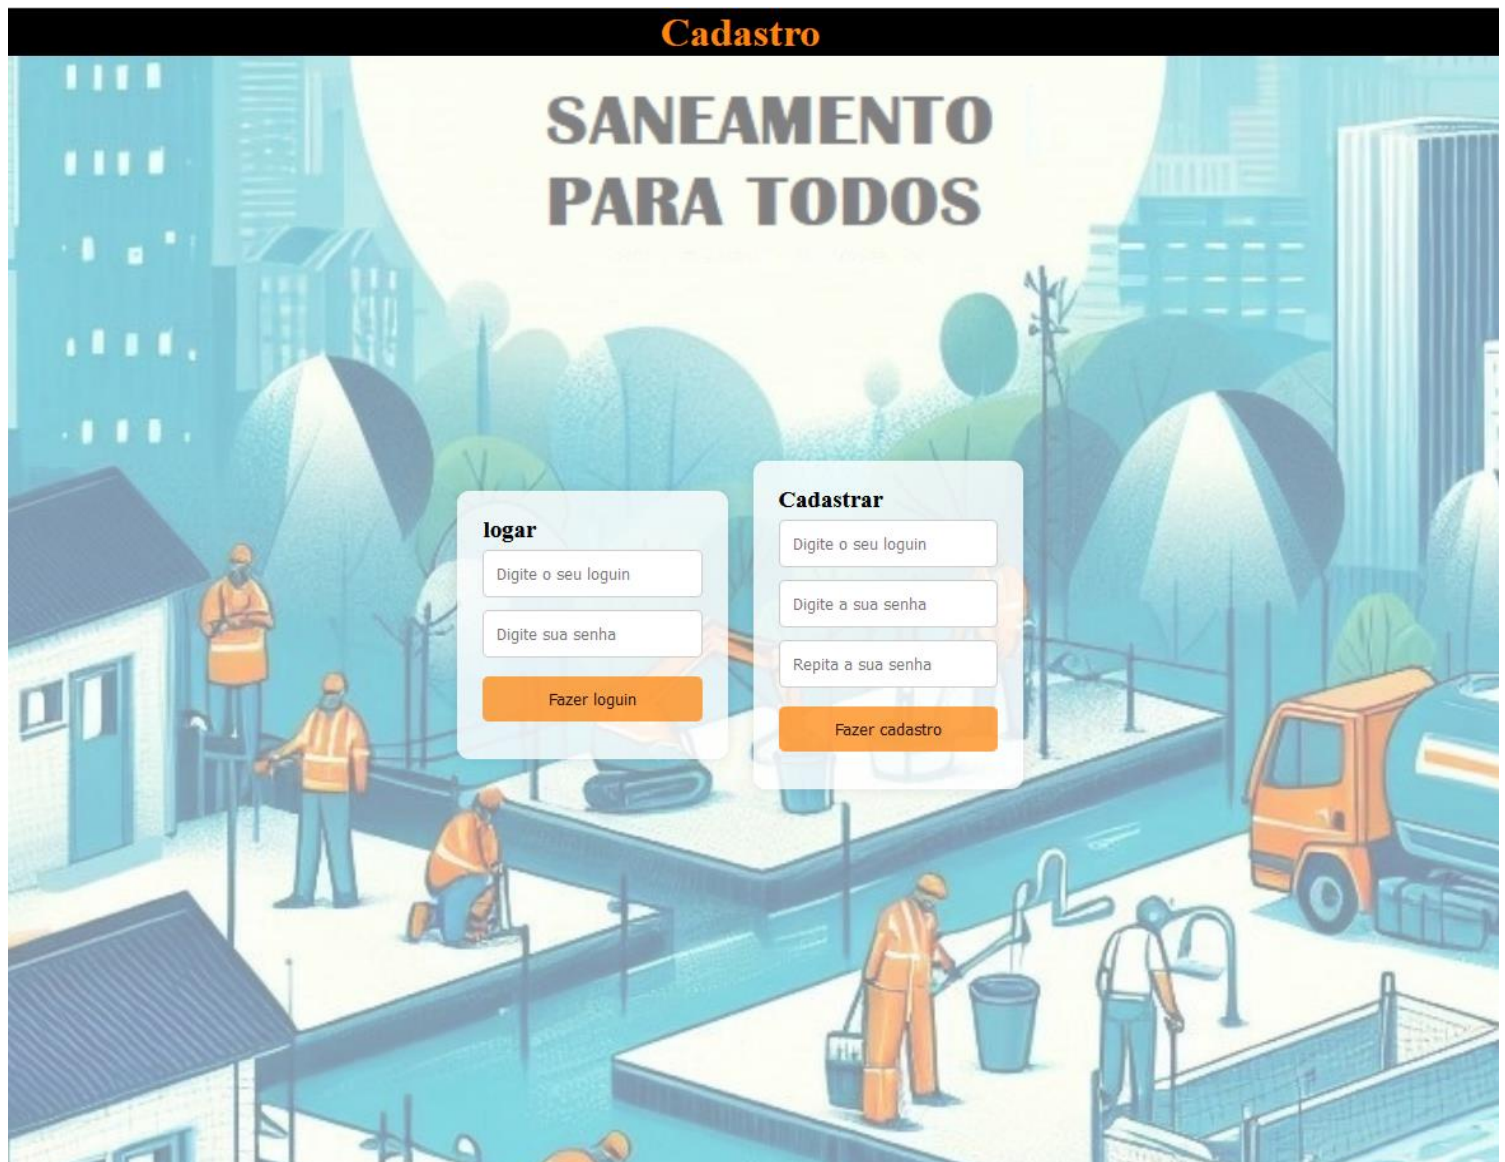 Cadastro
SANEAMENTO
PARA TODOS
logar
Digite o seu loguin
Digite sua senha
Fazer loguin
Cadastrar
Digite o seu loguin
Digite a sua senha
Repita a sua senha
Fazer cadastro